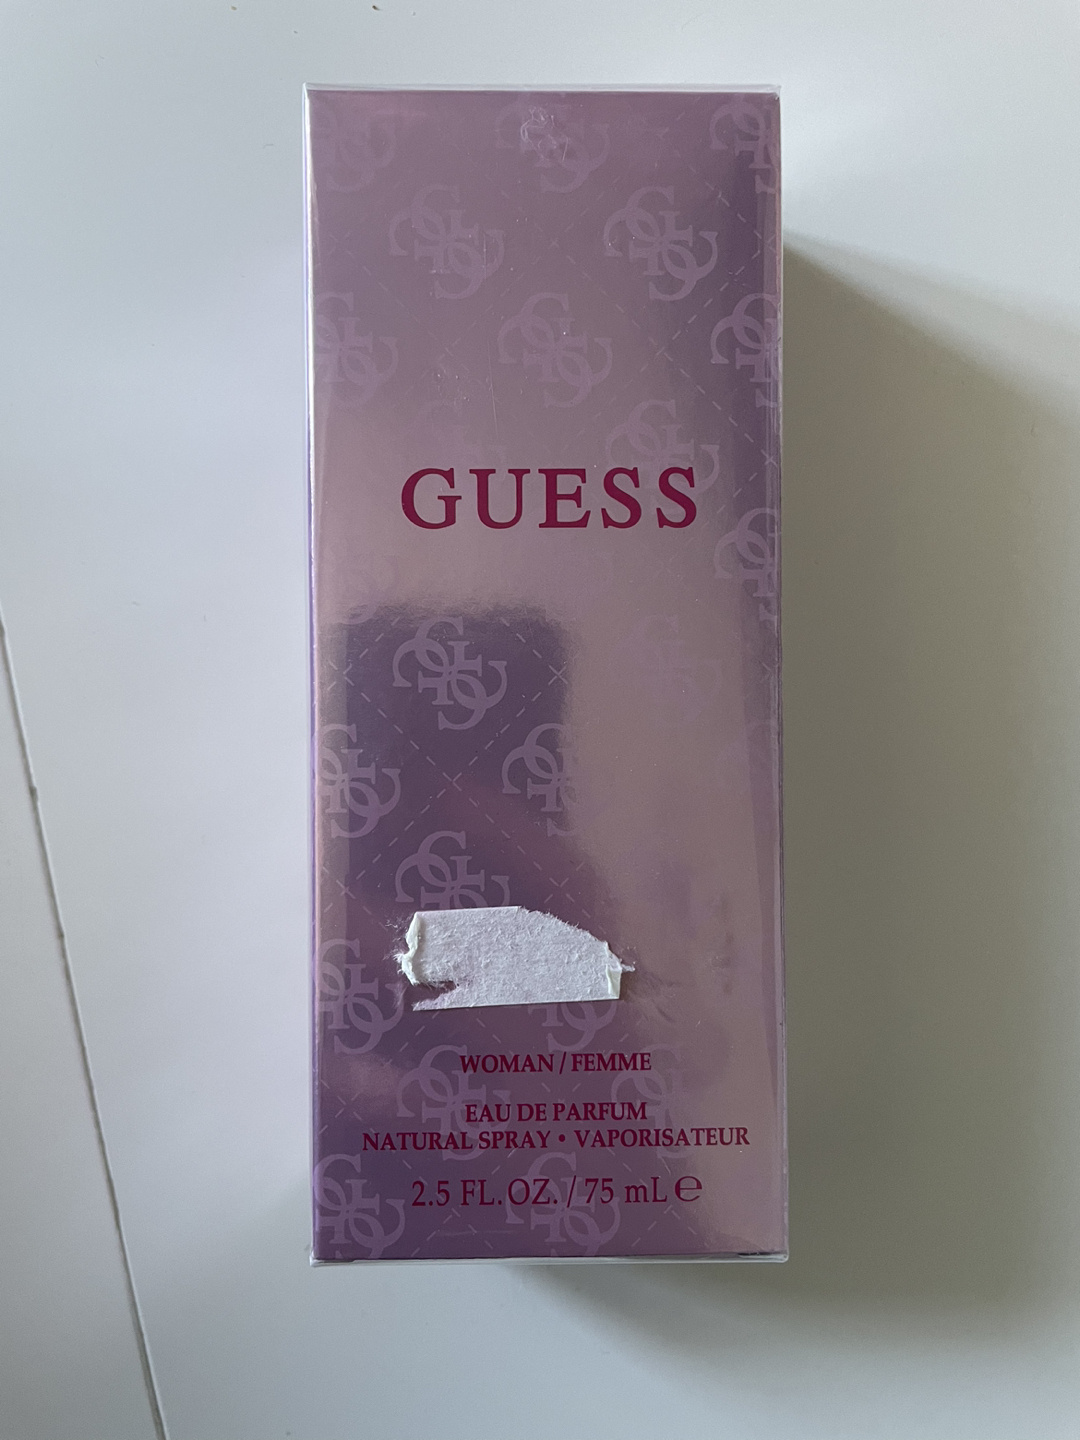 GUESS
WOMAN / FEMME
EAU DE PARFUM
NATURAL SPRAY • VAPORISATEUR
2.5 FL. OZ. / 75 mL ℮